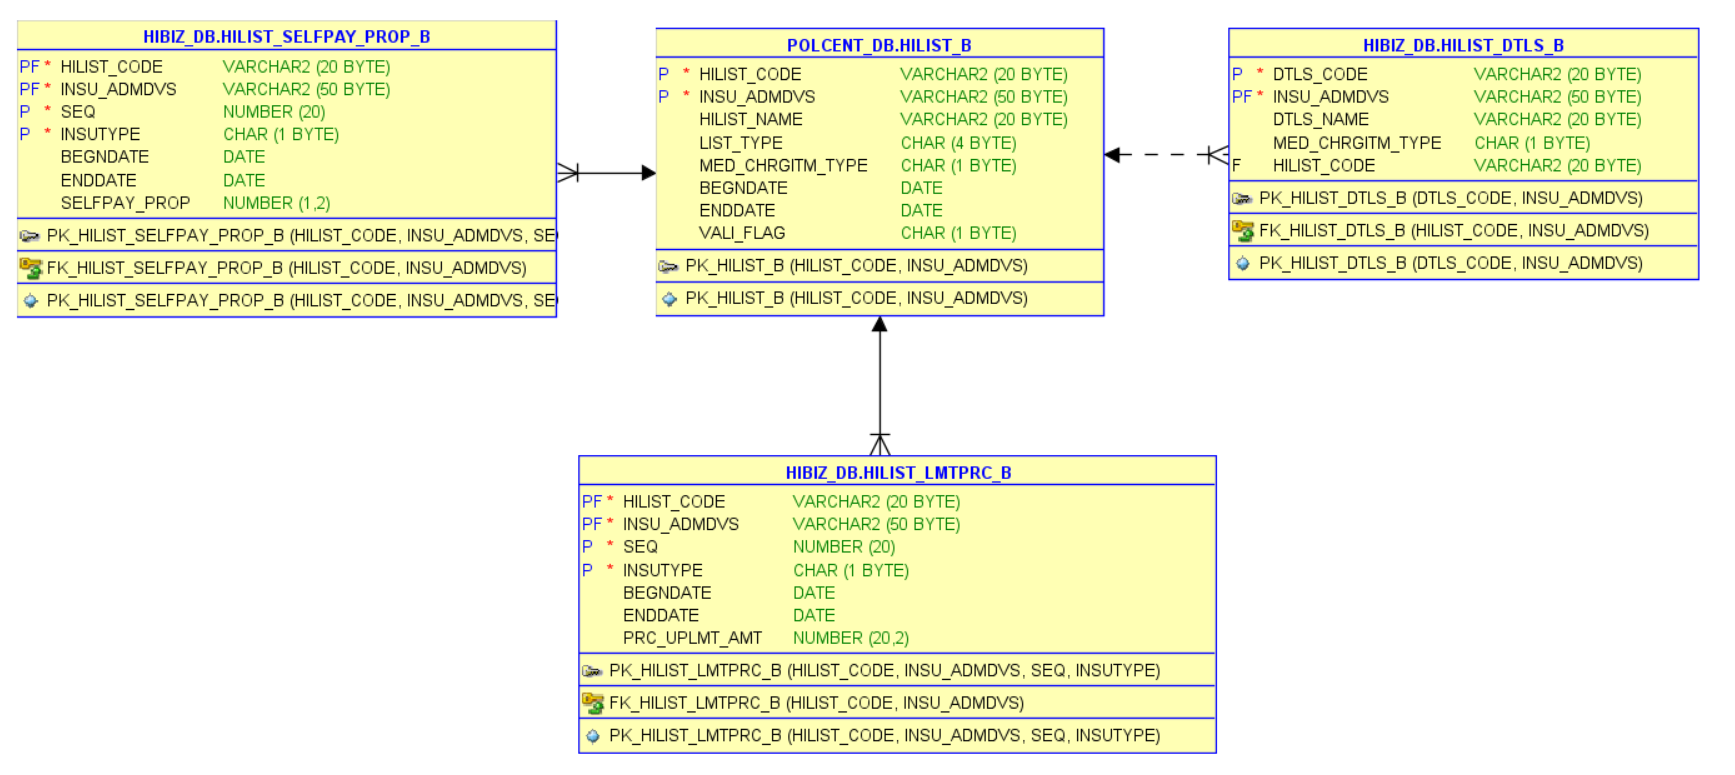 HIBIZ_DB.HILIST_SELFPAY_PROP_B
PF * HILIST_CODE VARCHAR2 (20 BYTE)
PF * INSU_ADMDVS VARCHAR2 (50 BYTE)
P * SEQ NUMBER (20)
P * INSUTYPE CHAR (1 BYTE)
BEGNDATE DATE
ENDDATE DATE
SELFPAY_PROP NUMBER (1,2)
PK_HILIST_SELFPAY_PROP_B (HILIST_CODE, INSU_ADMDVS, SE
FK_HILIST_SELFPAY_PROP_B (HILIST_CODE, INSU_ADMDVS)
PK_HILIST_SELFPAY_PROP_B (HILIST_CODE, INSU_ADMDVS, SE
POLCENT_DB.HILIST_B
P * HILIST_CODE VARCHAR2 (20 BYTE)
P * INSU_ADMDVS VARCHAR2 (50 BYTE)
HILIST_NAME VARCHAR2 (20 BYTE)
LIST_TYPE CHAR (4 BYTE)
MED_CHRGITM_TYPE CHAR (1 BYTE)
BEGNDATE DATE
ENDDATE DATE
VALI_FLAG CHAR (1 BYTE)
PK_HILIST_B (HILIST_CODE, INSU_ADMDVS)
PK_HILIST_B (HILIST_CODE, INSU_ADMDVS)
HIBIZ_DB.HILIST_DTLS_B
P * DTLS_CODE VARCHAR2 (20 BYTE)
PF * INSU_ADMDVS VARCHAR2 (50 BYTE)
DTLS_NAME VARCHAR2 (20 BYTE)
MED_CHRGITM_TYPE CHAR (1 BYTE)
F HILIST_CODE VARCHAR2 (20 BYTE)
PK_HILIST_DTLS_B (DTLS_CODE, INSU_ADMDVS)
FK_HILIST_DTLS_B (HILIST_CODE, INSU_ADMDVS)
PK_HILIST_DTLS_B (DTLS_CODE, INSU_ADMDVS)
HIBIZ_DB.HILIST_LMTPRC_B
PF * HILIST_CODE VARCHAR2 (20 BYTE)
PF * INSU_ADMDVS VARCHAR2 (50 BYTE)
P * SEQ NUMBER (20)
P * INSUTYPE CHAR (1 BYTE)
BEGNDATE DATE
ENDDATE DATE
PRC_UPLMT_AMT NUMBER (20,2)
PK_HILIST_LMTPRC_B (HILIST_CODE, INSU_ADMDVS, SEQ, INSUTYPE)
FK_HILIST_LMTPRC_B (HILIST_CODE, INSU_ADMDVS)
PK_HILIST_LMTPRC_B (HILIST_CODE, INSU_ADMDVS, SEQ, INSUTYPE)